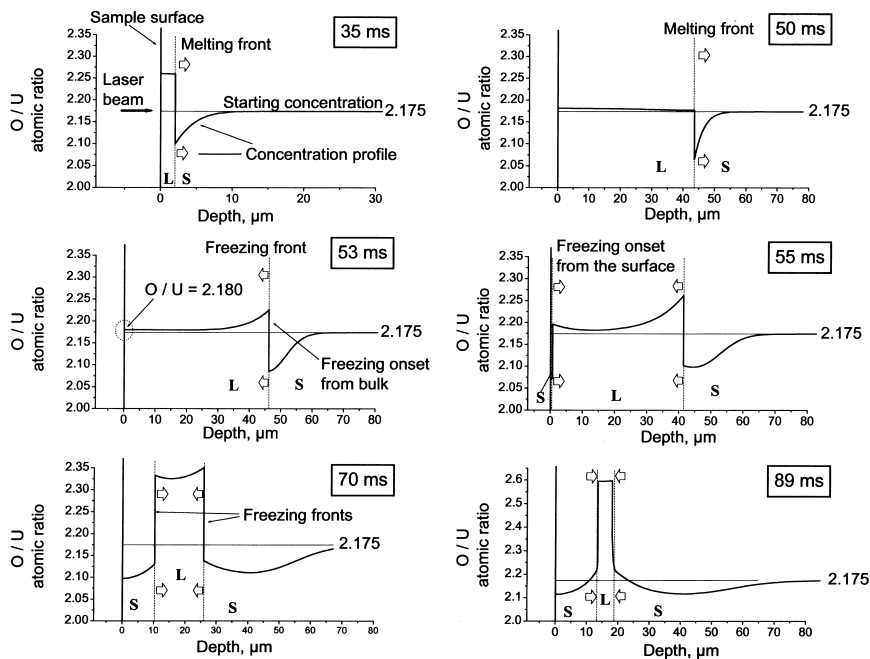 Sample surface
35 ms
Melting front
Laser
beam
Starting concentration
2.175
Concentration profile
L S
O / U
atomic ratio
2.35
2.30
2.25
2.20
2.15
2.10
2.05
2.00
0 10 20 30
Depth, µm
50 ms
Melting front
2.175
L S
O / U
atomic ratio
2.35
2.30
2.25
2.20
2.15
2.10
2.05
2.00
0 10 20 30 40 50 60 70 80
Depth, µm
53 ms
Freezing front
O / U = 2.180
2.175
Freezing onset
from bulk
L S
O / U
atomic ratio
2.35
2.30
2.25
2.20
2.15
2.10
2.05
2.00
0 10 20 30 40 50 60 70 80
Depth, µm
55 ms
Freezing onset
from the surface
2.175
S L S
O / U
atomic ratio
2.35
2.30
2.25
2.20
2.15
2.10
2.05
2.00
0 10 20 30 40 50 60 70 80
Depth, µm
70 ms
Freezing fronts
2.175
S L S
O / U
atomic ratio
2.35
2.30
2.25
2.20
2.15
2.10
2.05
2.00
0 10 20 30 40 50 60 70 80
Depth, µm
89 ms
2.175
S L S
O / U
atomic ratio
2.6
2.5
2.4
2.3
2.2
2.1
2.0
0 10 20 30 40 50 60 70 80
Depth, µm